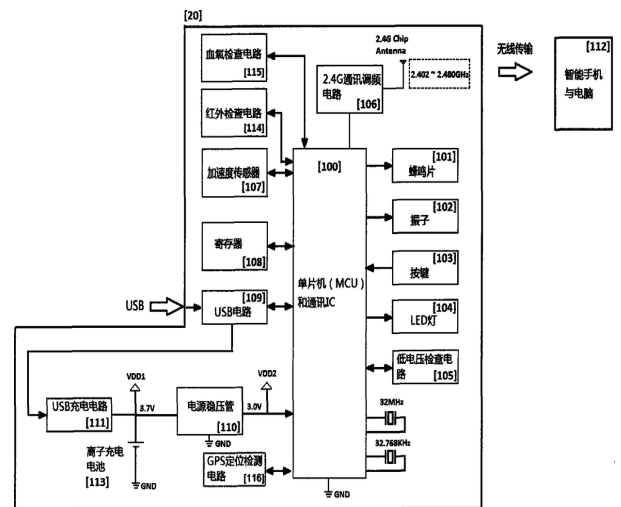 [20]
血氧检查电路
[115]
2.4G Chip
Antenna
无线传输
[112]
智能手机
与电脑
2.4G通讯调频
电路
[106]
2.402 ~ 2.480GHz
红外检查电路
[114]
[100]
[101]
蜂鸣片
加速度传感器
[107]
[102]
振子
寄存器
[108]
[103]
按键
单片机（MCU）
和通讯IC
USB
[109]
USB电路
[104]
LED灯
低电压检查电
路
[105]
VDD1
VDD2
USB充电电路
[111]
3.7V
电源稳压管
[110]
3.0V
32MHz
GND
离子充电
电池
[113]
GND
GPS定位检测
电路
[116]
32.768KHz
GND